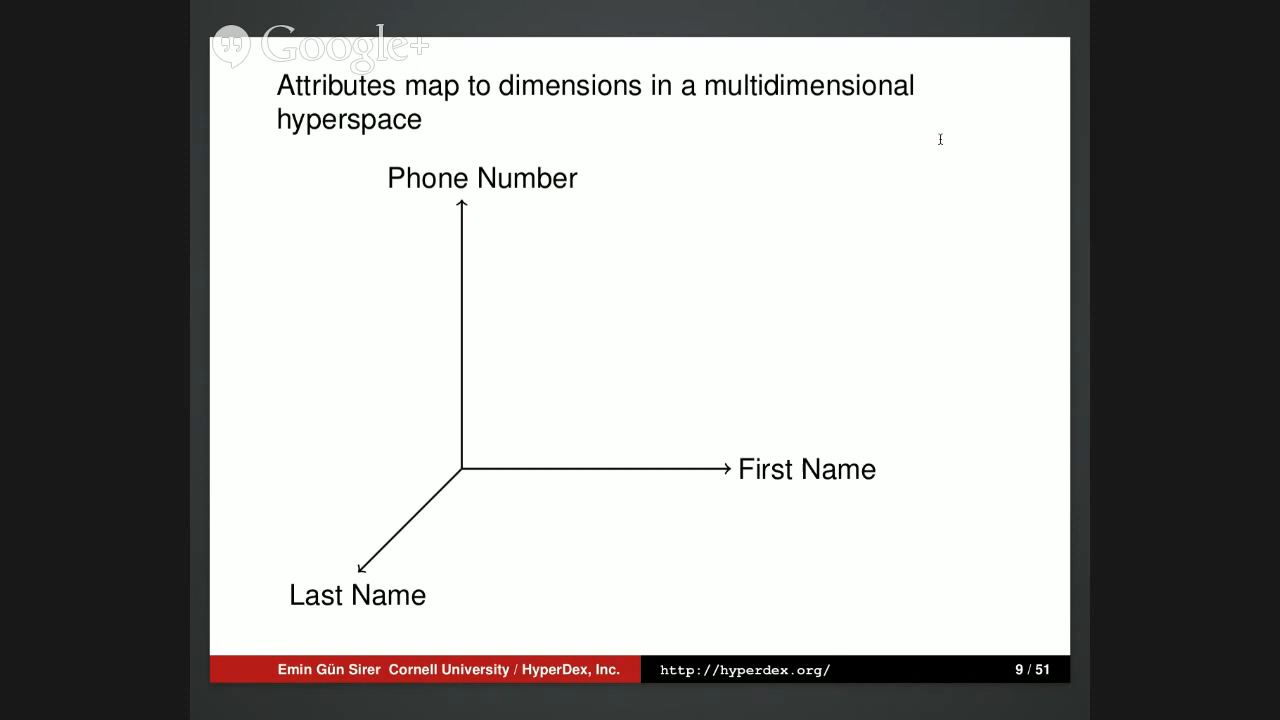 Google+
Attributes map to dimensions in a multidimensional
hyperspace
Phone Number
First Name
Last Name
Emin Gün Sirer Cornell University / HyperDex, Inc.
http://hyperdex.org/
9 / 51